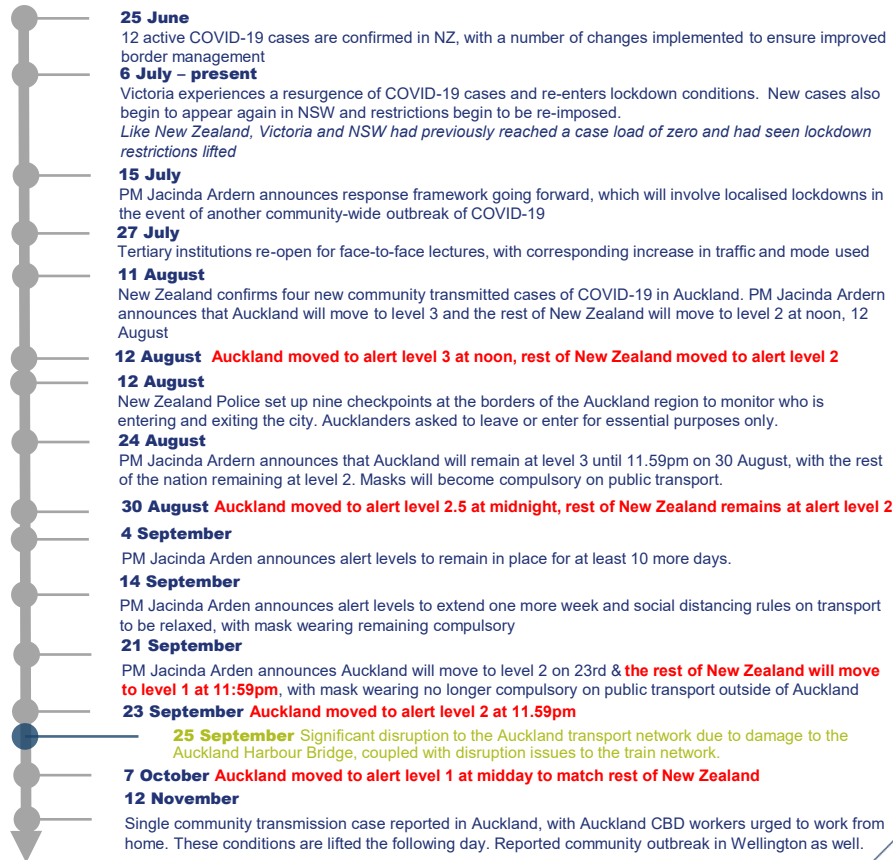 25 June
12 active COVID-19 cases are confirmed in NZ, with a number of changes implemented to ensure improved
border management
6 July – present
Victoria experiences a resurgence of COVID-19 cases and re-enters lockdown conditions.  New cases also
begin to appear again in NSW and restrictions begin to be re-imposed.
Like New Zealand, Victoria and NSW had previously reached a case load of zero and had seen lockdown
restrictions lifted
15 July
PM Jacinda Ardern announces response framework going forward, which will involve localised lockdowns in
the event of another community-wide outbreak of COVID-19
27 July
Tertiary institutions re-open for face-to-face lectures, with corresponding increase in traffic and mode used
11 August
New Zealand confirms four new community transmitted cases of COVID-19 in Auckland. PM Jacinda Ardern
announces that Auckland will move to level 3 and the rest of New Zealand will move to level 2 at noon, 12
August
12 August Auckland moved to alert level 3 at noon, rest of New Zealand moved to alert level 2
12 August
New Zealand Police set up nine checkpoints at the borders of the Auckland region to monitor who is
entering and exiting the city. Aucklanders asked to leave or enter for essential purposes only.
24 August
PM Jacinda Ardern announces that Auckland will remain at level 3 until 11.59pm on 30 August, with the rest
of the nation remaining at level 2. Masks will become compulsory on public transport.
30 August Auckland moved to alert level 2.5 at midnight, rest of New Zealand remains at alert level 2
4 September
PM Jacinda Arden announces alert levels to remain in place for at least 10 more days.
14 September
PM Jacinda Arden announces alert levels to extend one more week and social distancing rules on transport
to be relaxed, with mask wearing remaining compulsory
21 September
PM Jacinda Arden announces Auckland will move to level 2 on 23rd & the rest of New Zealand will move
to level 1 at 11:59pm, with mask wearing no longer compulsory on public transport outside of Auckland
23 September Auckland moved to alert level 2 at 11.59pm
25 September Significant disruption to the Auckland transport network due to damage to the
Auckland Harbour Bridge, coupled with disruption issues to the train network.
7 October Auckland moved to alert level 1 at midday to match rest of New Zealand
12 November
Single community transmission case reported in Auckland, with Auckland CBD workers urged to work from
home. These conditions are lifted the following day. Reported community outbreak in Wellington as well.